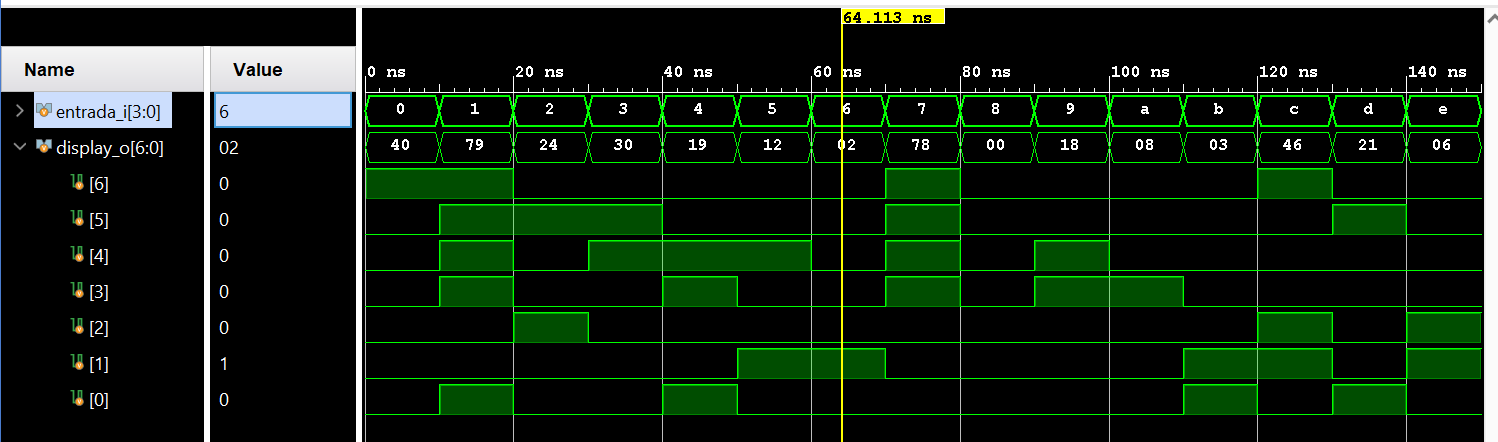 64.113 ns
Name Value
0 ns 20 ns 40 ns 60 ns 80 ns 100 ns 120 ns 140 ns
entrada_i[3:0] 6 0 1 2 3 4 5 6 7 8 9 a b c d e
display_o[6:0] 02 40 79 24 30 19 12 02 78 00 18 08 03 46 21 06
[6] 0
[5] 0
[4] 0
[3] 0
[2] 0
[1] 1
[0] 0